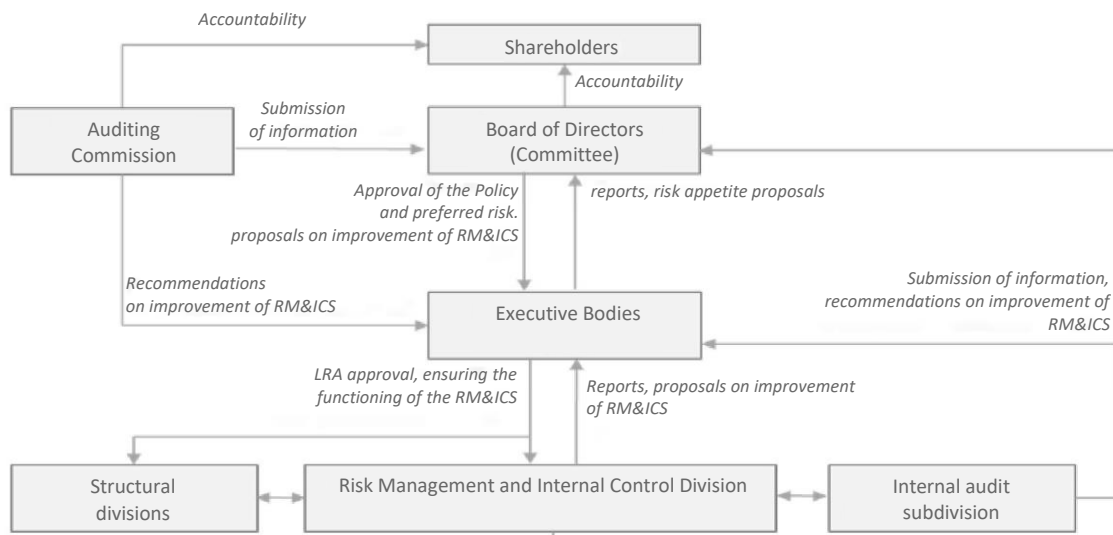 Accountability
Shareholders
Accountability
Submission
of information
Auditing
Commission
Board of Directors
(Committee)
Approval of the Policy
and preferred risk.
proposals on improvement of RM&ICS
reports, risk appetite proposals
Recommendations
on improvement of RM&ICS
Submission of information,
recommendations on improvement of
RM&ICS
Executive Bodies
LRA approval, ensuring the
functioning of the RM&ICS
Reports, proposals on improvement
of RM&ICS
Structural
divisions
Risk Management and Internal Control Division
Internal audit
subdivision